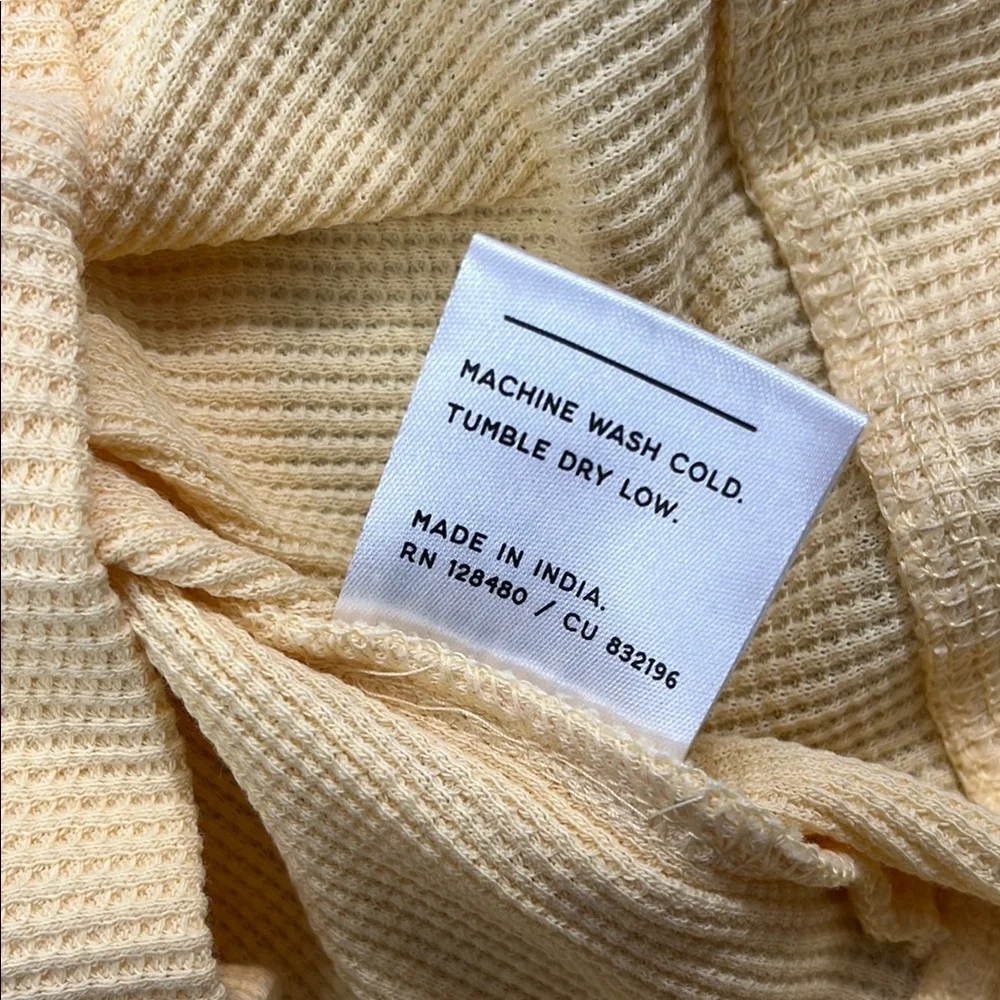 MACHINE WASH COLD.
TUMBLE DRY LOW.
MADE IN INDIA.
RN 128480 / CU 832196